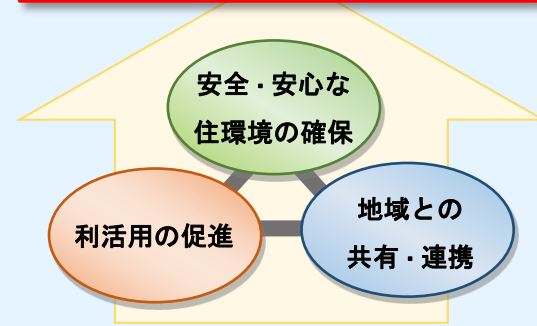 安全・安心な
住環境の確保
利活用の促進
地域との
共有・連携